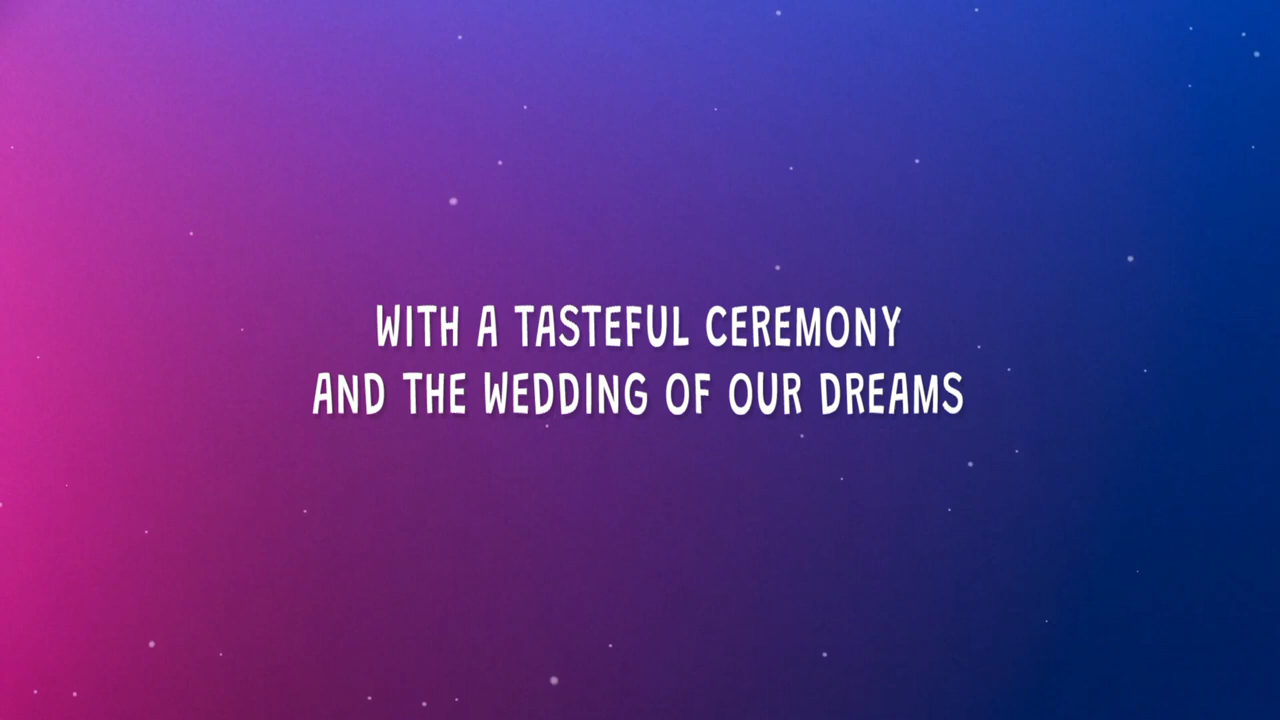 WITH A TASTEFUL CEREMONY
AND THE WEDDING OF OUR DREAMS